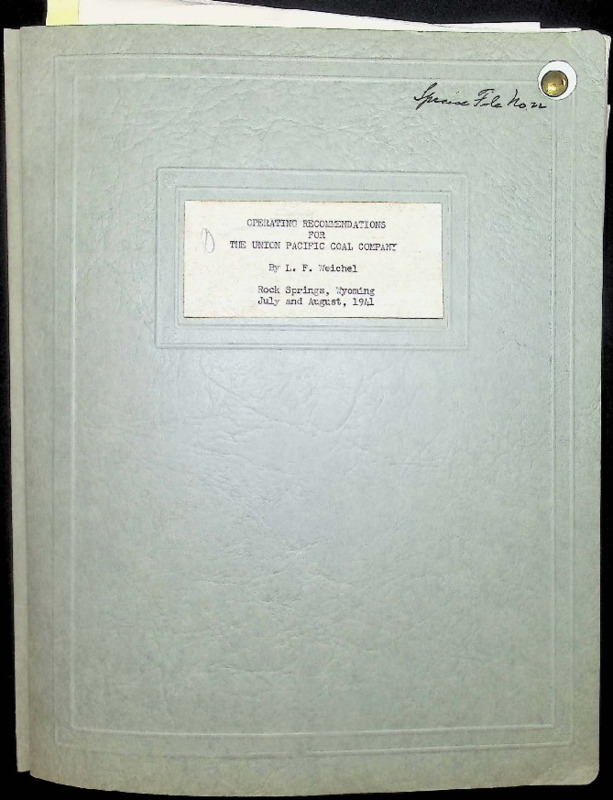 Special File No. 22
OPERATING RECOMMENDATIONS
FOR
THE UNION PACIFIC COAL COMPANY
By L. F. Weichel
Rock Springs, Wyoming
July and August, 1941